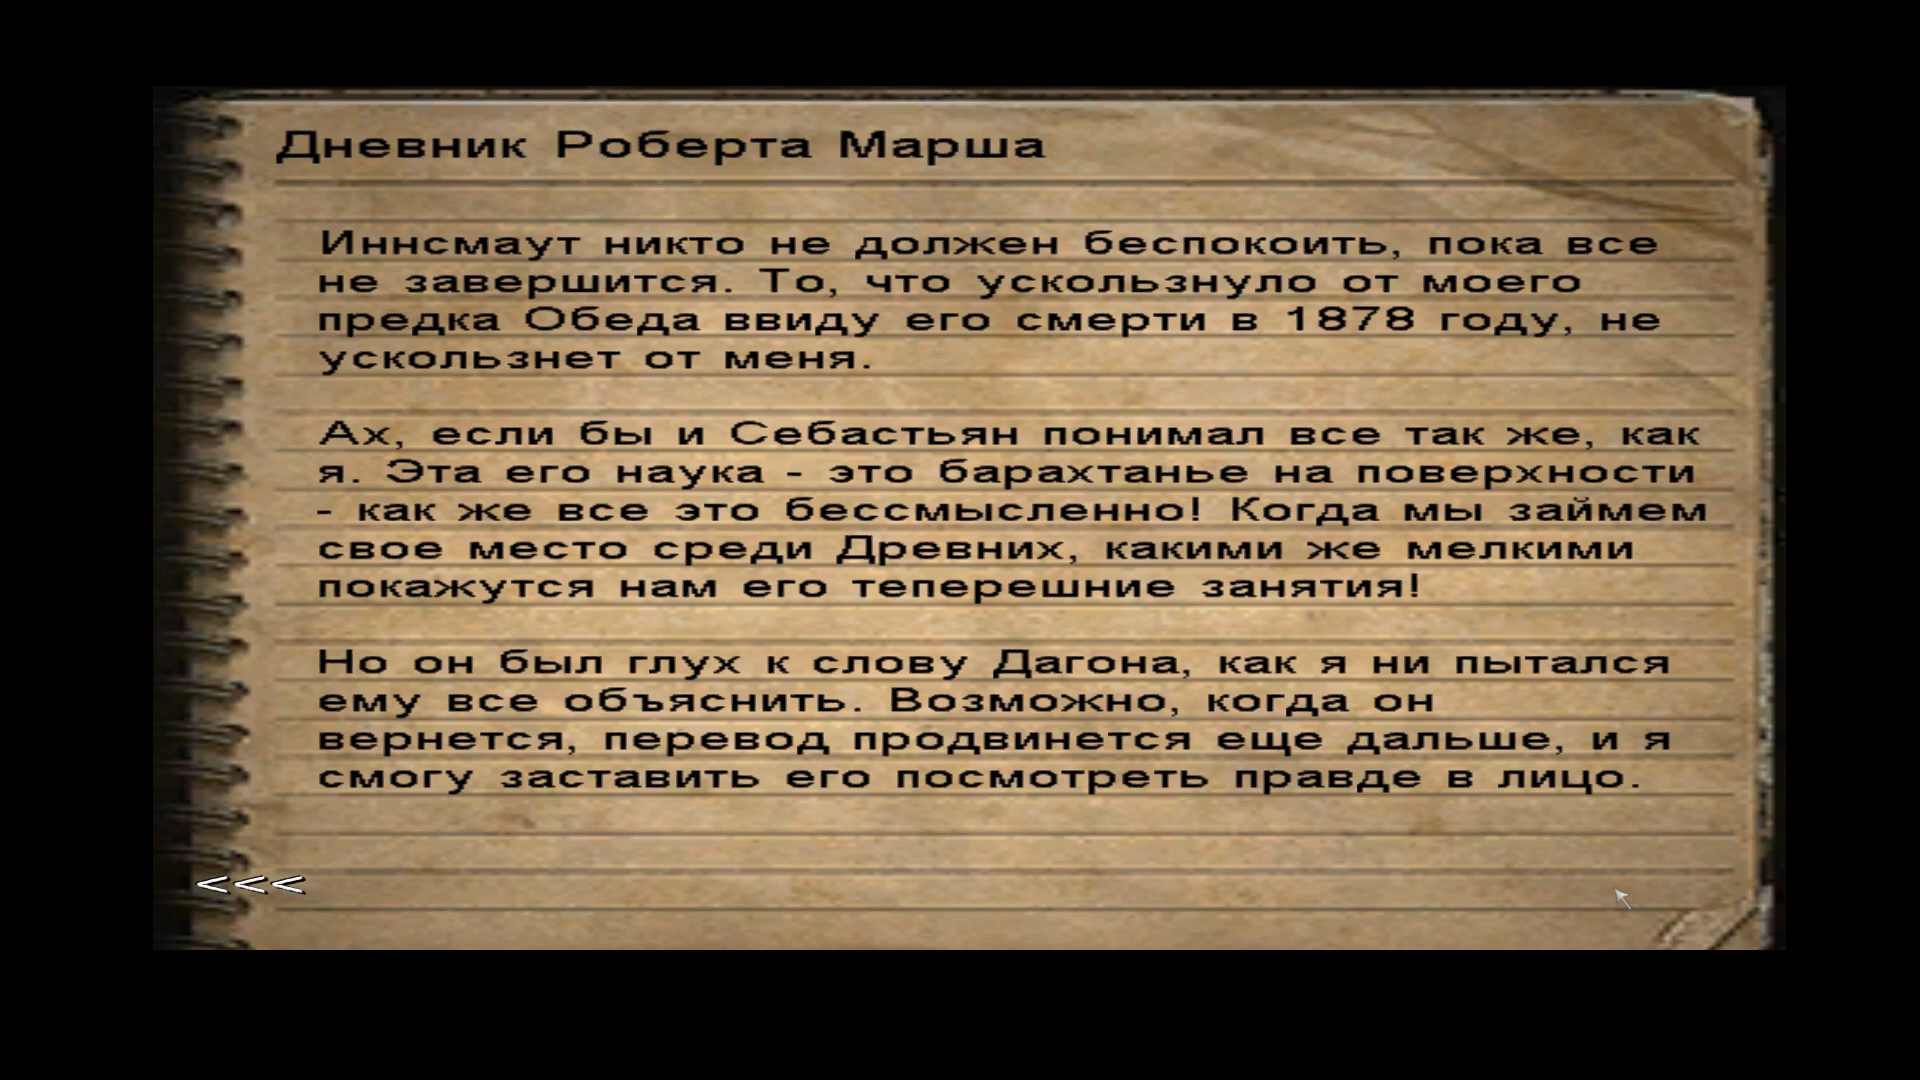 Дневник Роберта Марша
Иннсмаут никто не должен беспокоить, пока все
не завершится. То, что ускользнуло от моего
предка Обеда ввиду его смерти в 1878 году, не
ускользнет от меня.
Ах, если бы и Себастьян понимал все так же, как
я. Эта его наука - это барахтанье на поверхности
- как же все это бессмысленно! Когда мы займем
свое место среди Древних, какими же мелкими
покажутся нам его теперешние занятия!
Но он был глух к слову Дагона, как я ни пытался
ему все объяснить. Возможно, когда он
вернется, перевод продвинется еще дальше, и я
смогу заставить его посмотреть правде в лицо.
<<<